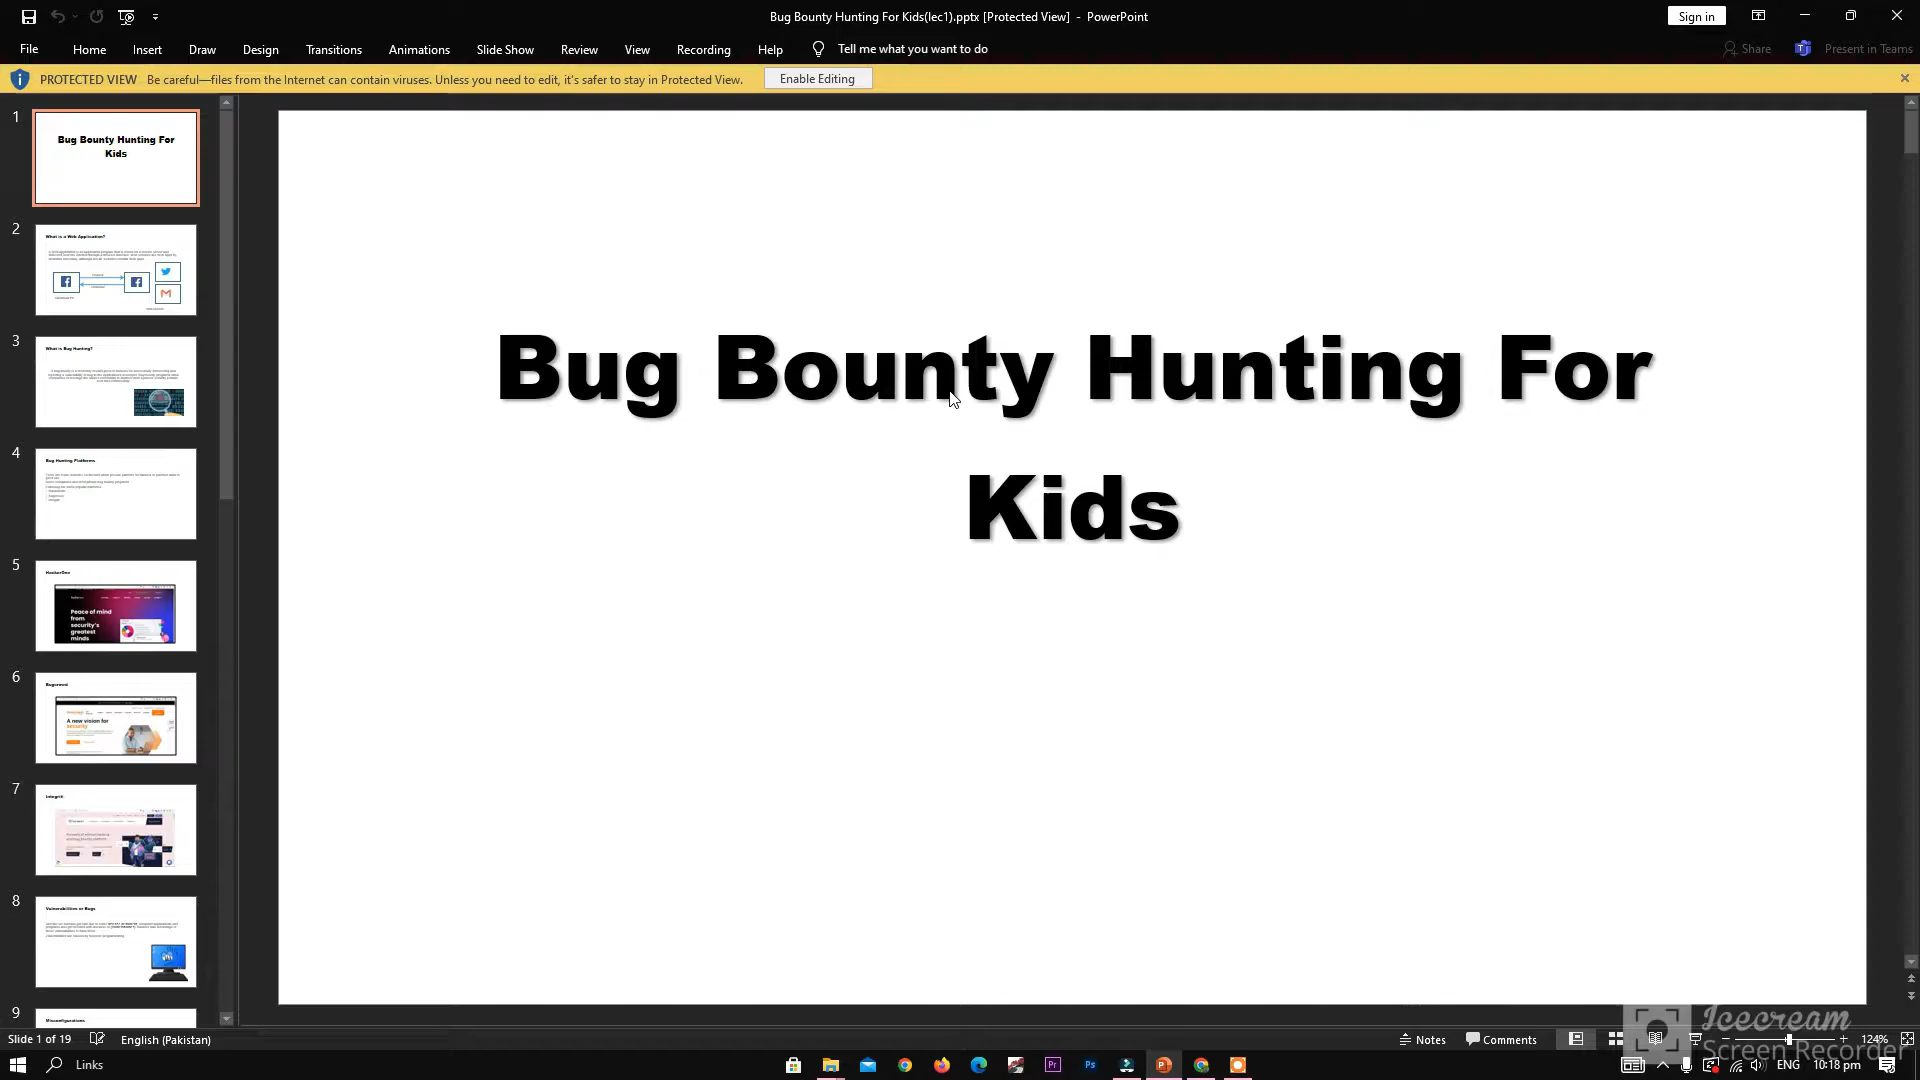 Bug Bounty Hunting For Kids(lec1).pptx [Protected View] - PowerPoint
Sign in
File Home Insert Draw Design Transitions Animations Slide Show Review View Recording Help Tell me what you want to do
Share Present in Teams
PROTECTED VIEW Be careful—files from the Internet can contain viruses. Unless you need to edit, it's safer to stay in Protected View. Enable Editing
1
Bug Bounty Hunting For
Kids
2
What is a Web Application?
3
What is Bug Hunting?
4
Bug Hunting Platforms
5
HackerOne
Peace of mind
from
security's
greatest
minds
6
Bugcrowd
A new vision for
security
7
Integriti
8
Vulnerabilities or Bugs
9
Misconfigurations
Bug Bounty Hunting For
Kids
Slide 1 of 19 English (Pakistan) Notes Comments 124%
Icecream
Screen Recorder
Links
Pr Ps
ENG 10:18 pm